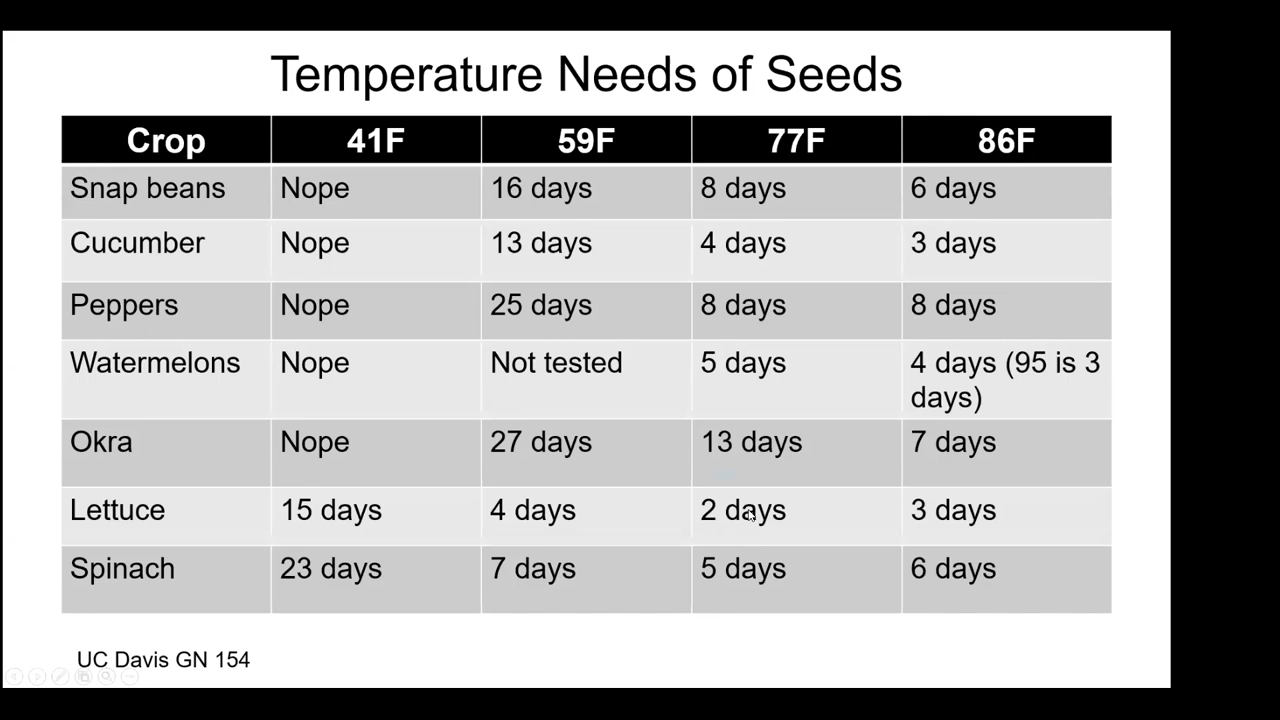 Temperature Needs of Seeds
Crop 41F 59F 77F 86F
Snap beans Nope 16 days 8 days 6 days
Cucumber Nope 13 days 4 days 3 days
Peppers Nope 25 days 8 days 8 days
Watermelons Nope Not tested 5 days 4 days (95 is 3
days)
Okra Nope 27 days 13 days 7 days
Lettuce 15 days 4 days 2 days 3 days
Spinach 23 days 7 days 5 days 6 days
UC Davis GN 154